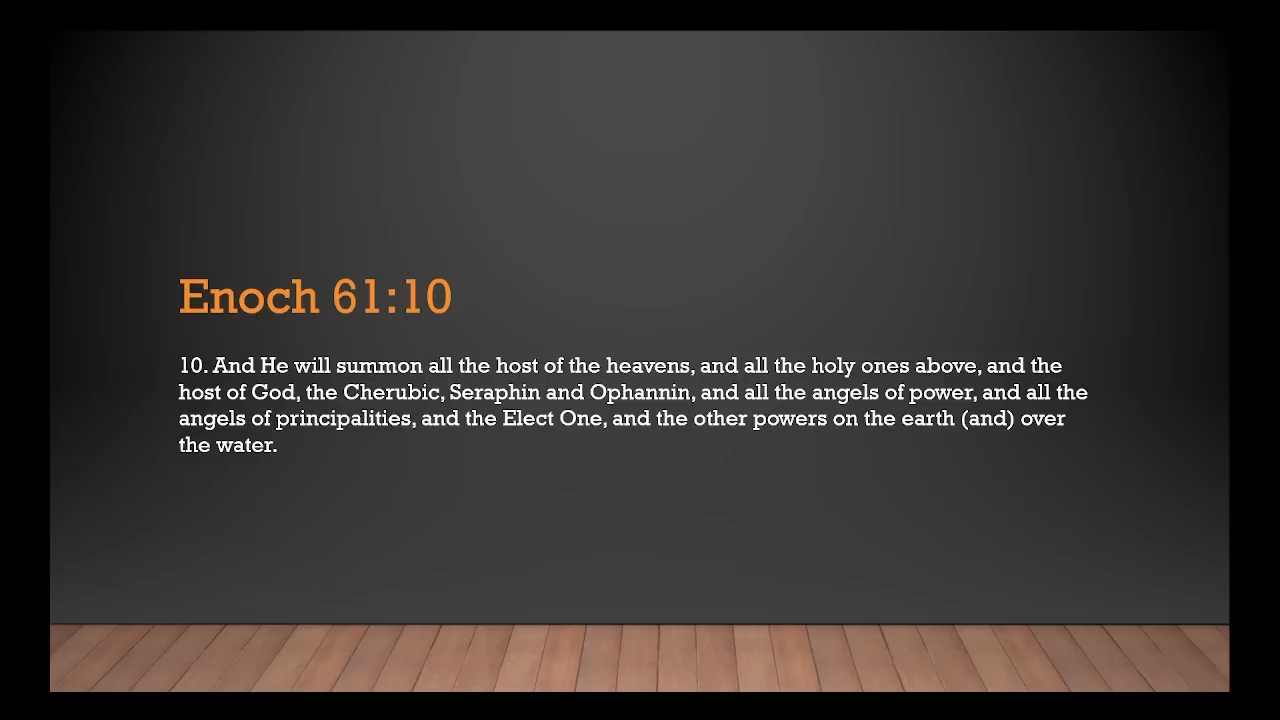 Enoch 61:10
10. And He will summon all the host of the heavens, and all the holy ones above, and the
host of God, the Cherubic, Seraphin and Ophannin, and all the angels of power, and all the
angels of principalities, and the Elect One, and the other powers on the earth (and) over
the water.